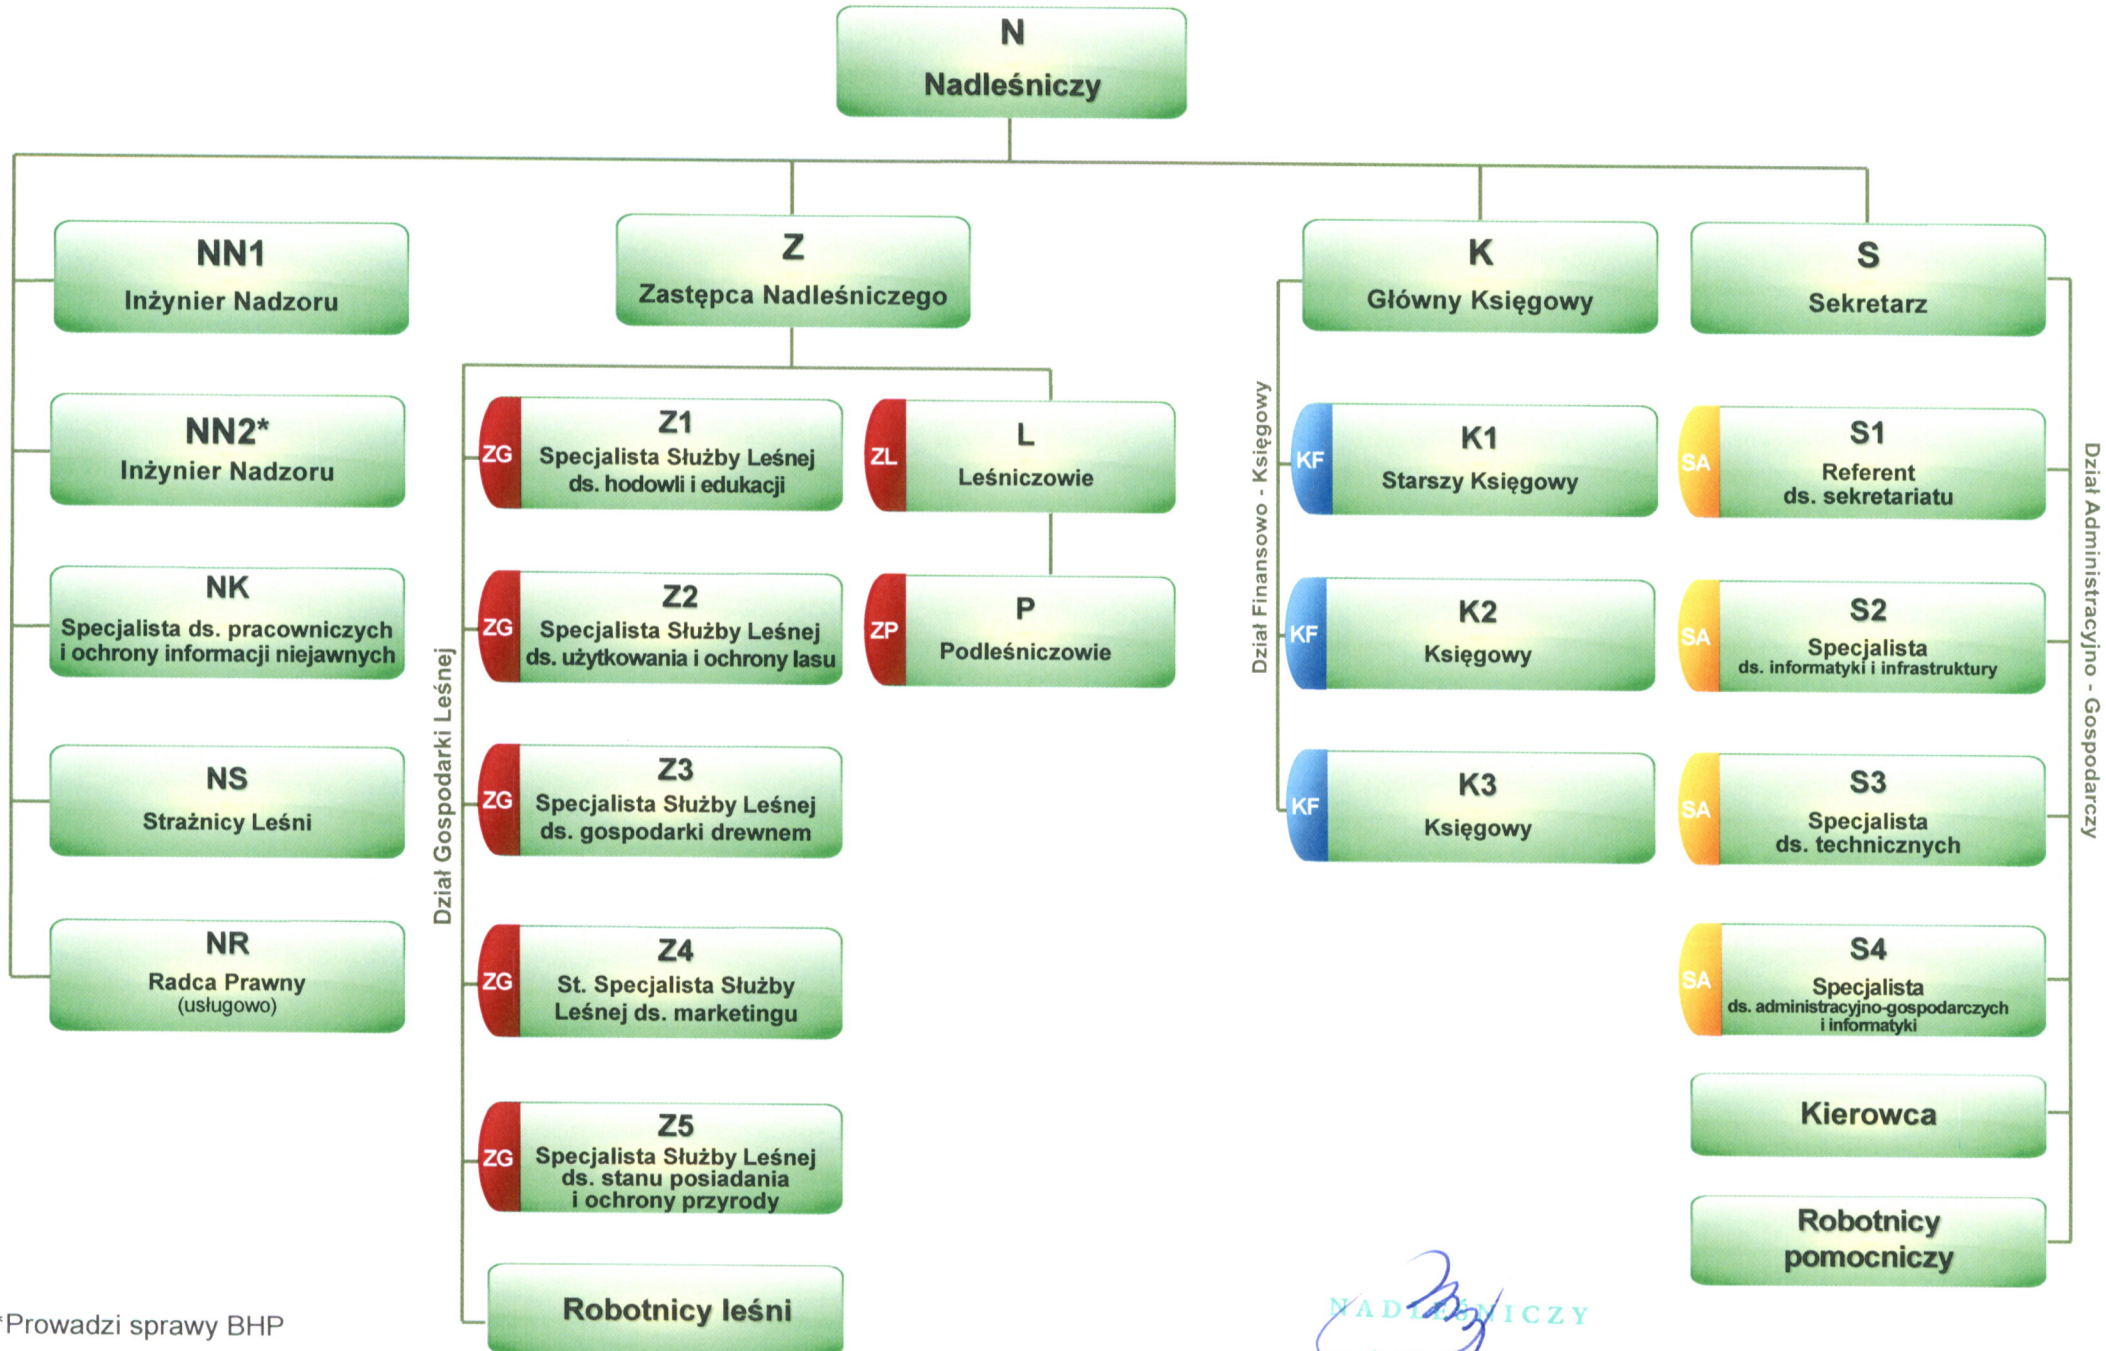 N
Nadleśniczy
NN1
Inżynier Nadzoru
NN2*
Inżynier Nadzoru
NK
Specjalista ds. pracowniczych
i ochrony informacji niejawnych
NS
Strażnicy Leśni
NR
Radca Prawny
(usługowo)
Z
Zastępca Nadleśniczego
Dział Gospodarki Leśnej
ZG
Z1
Specjalista Służby Leśnej
ds. hodowli i edukacji
ZG
Z2
Specjalista Służby Leśnej
ds. użytkowania i ochrony lasu
ZG
Z3
Specjalista Służby Leśnej
ds. gospodarki drewnem
ZG
Z4
St. Specjalista Służby
Leśnej ds. marketingu
ZG
Z5
Specjalista Służby Leśnej
ds. stanu posiadania
i ochrony przyrody
Robotnicy leśni
ZL
L
Leśniczowie
ZP
P
Podleśniczowie
K
Główny Księgowy
Dział Finansowo - Księgowy
KF
K1
Starszy Księgowy
KF
K2
Księgowy
KF
K3
Księgowy
S
Sekretarz
Dział Administracyjno - Gospodarczy
SA
S1
Referent
ds. sekretariatu
SA
S2
Specjalista
ds. informatyki i infrastruktury
SA
S3
Specjalista
ds. technicznych
SA
S4
Specjalista
ds. administracyjno-gospodarczych
i informatyki
Kierowca
Robotnicy
pomocniczy
*Prowadzi sprawy BHP
NADLEŚNICZY